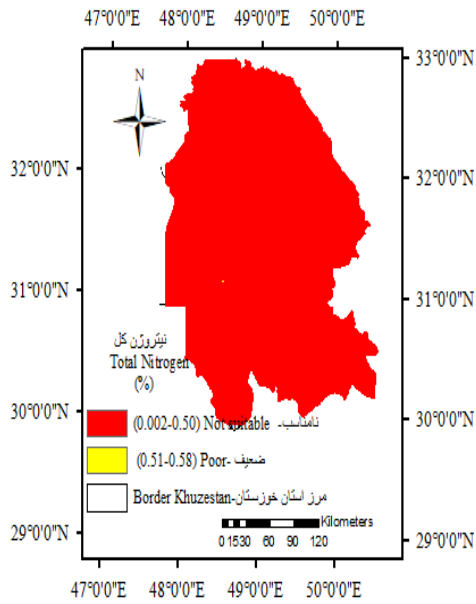 47°0'0"E 48°0'0"E 49°0'0"E 50°0'0"E
33°0'0"N
N
32°0'0"N 32°0'0"N
31°0'0"N 31°0'0"N
نیتروژن کل
Total Nitrogen
(%)
30°0'0"N 30°0'0"N
(0.002-0.50) Not suitable -نامناسب
(0.51-0.58) Poor- ضعیف
Border Khuzestan-مرز استان خوزستان
Kilometers
0 15 30 60 90 120
29°0'0"N 29°0'0"N
47°0'0"E 48°0'0"E 49°0'0"E 50°0'0"E